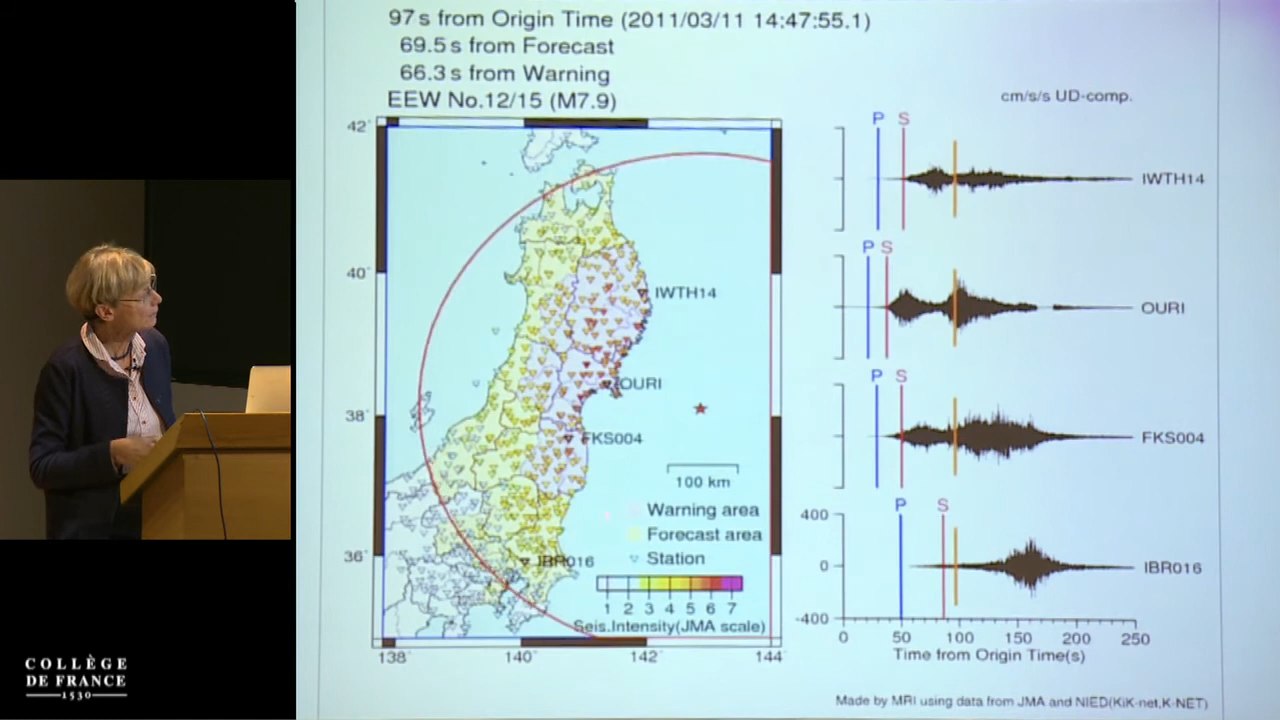 97 s from Origin Time (2011/03/11 14:47:55.1)
69.5 s from Forecast
66.3 s from Warning
EEW No.12/15 (M7.9)
cm/s/s UD-comp.
42°
40°
38°
36°
138°
140°
142°
144°
IWTH14
OURI
FKS004
IBR016
100 km
Warning area
Forecast area
Station
1 2 3 4 5 6 7
Seis.Intensity(JMA scale)
P S
IWTH14
P S
OURI
P S
FKS004
P S
400
0
-400
IBR016
0 50 100 150 200 250
Time from Origin Time(s)
Made by MRI using data from JMA and NIED(KiK-net,K-NET)
COLLÈGE
DE FRANCE
1530